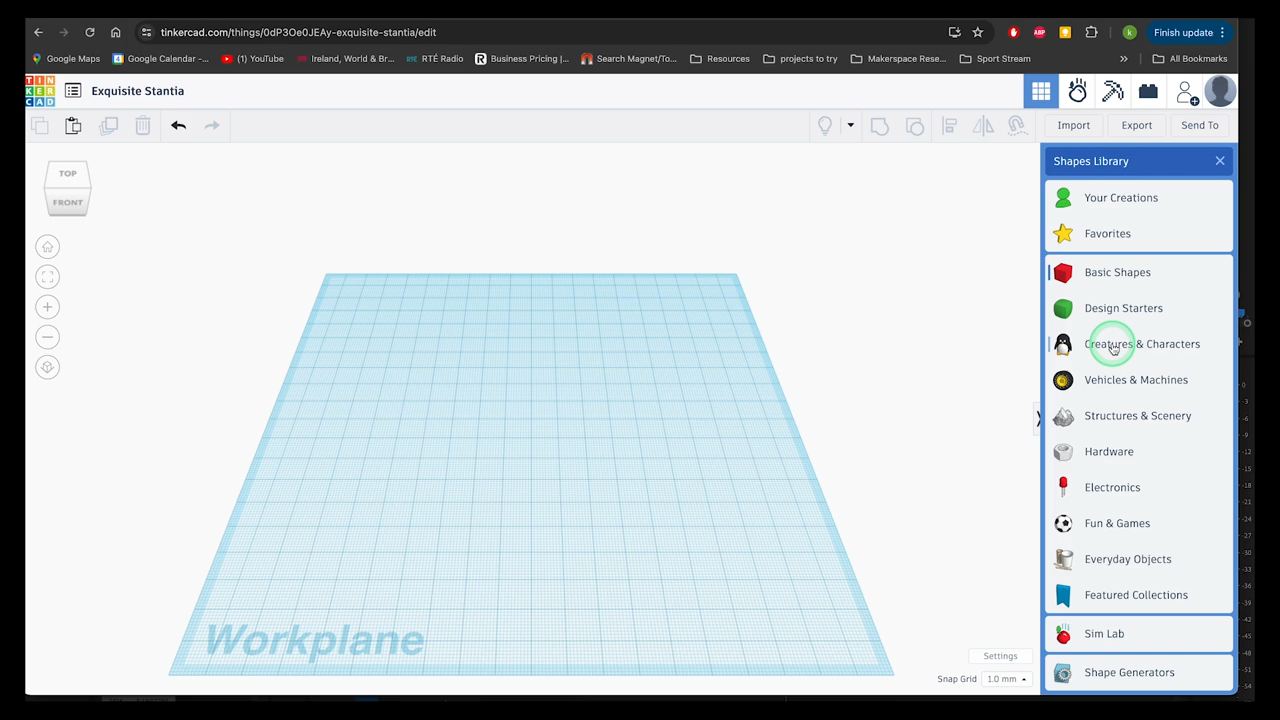 tinkercad.com/things/0dP3Oe0JEAy-exquisite-stantia/edit
Finish update
Google Maps
Google Calendar -...
(1) YouTube
Ireland, World & Br...
RTÉ Radio
Business Pricing |...
Search Magnet/To...
Resources
projects to try
Makerspace Rese...
Sport Stream
All Bookmarks
TIN
KER
CAD
Exquisite Stantia
Import
Export
Send To
TOP
FRONT
Shapes Library
Your Creations
Favorites
Basic Shapes
Design Starters
Creatures & Characters
Vehicles & Machines
Structures & Scenery
Hardware
Electronics
Fun & Games
Everyday Objects
Featured Collections
Sim Lab
Shape Generators
Workplane
Settings
Snap Grid 1.0 mm